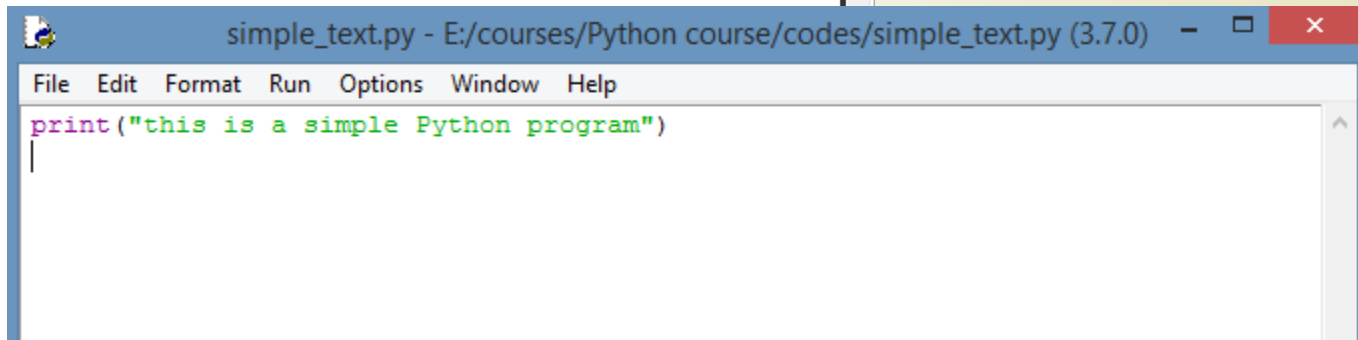 simple_text.py - E:/courses/Python course/codes/simple_text.py (3.7.0)
File Edit Format Run Options Window Help
print("this is a simple Python program")